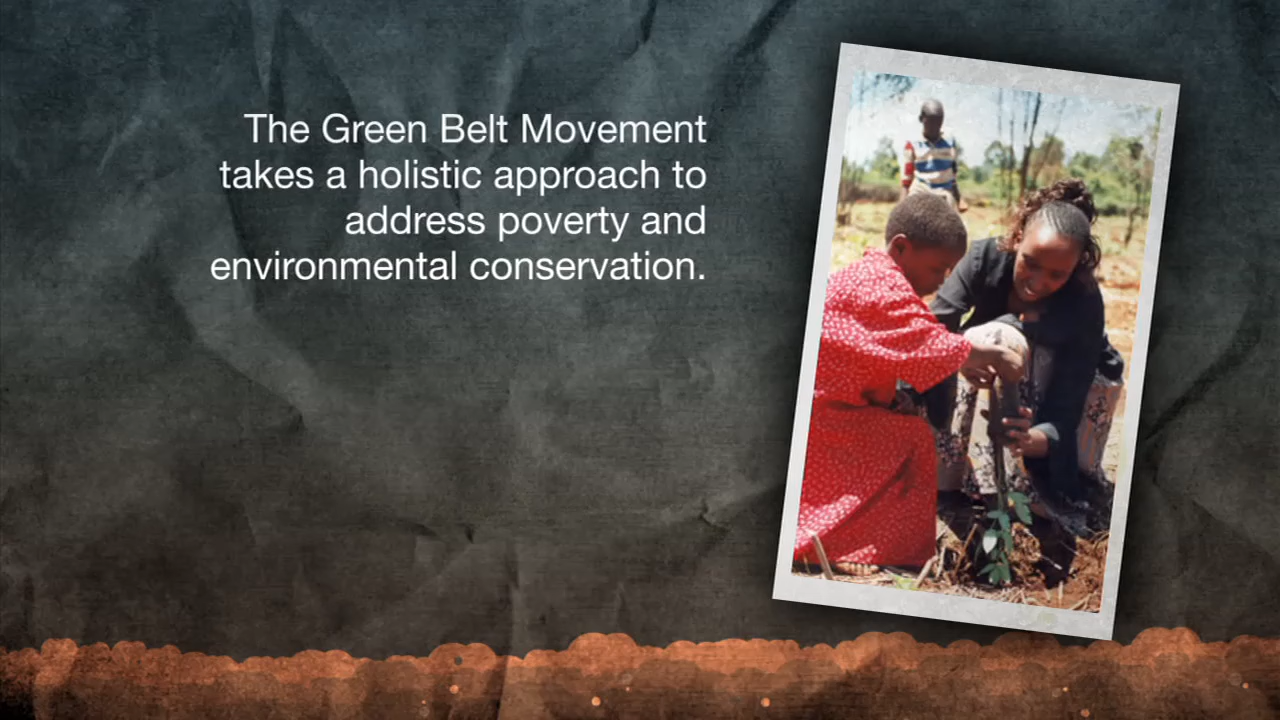 The Green Belt Movement
takes a holistic approach to
address poverty and
environmental conservation.